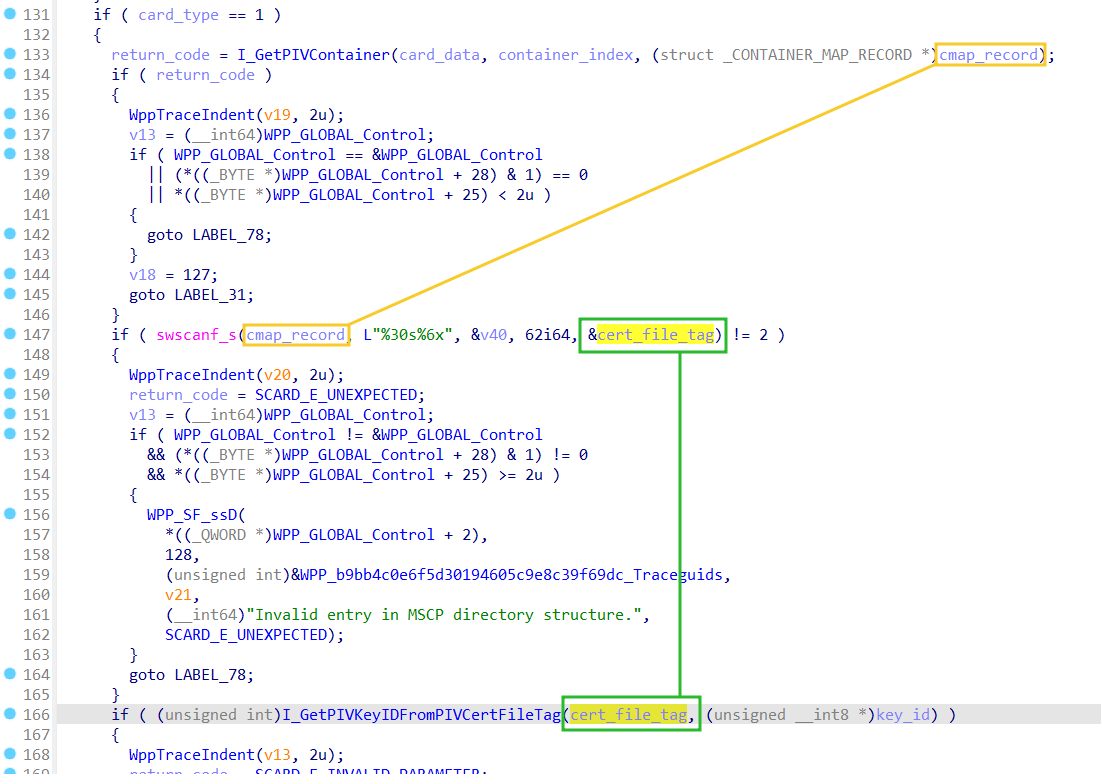 131 if ( card_type == 1 )
132 {
133 return_code = I_GetPIVContainer(card_data, container_index, (struct _CONTAINER_MAP_RECORD *)cmap_record);
134 if ( return_code )
135 {
136 WppTraceIndent(v19, 2u);
137 v13 = (__int64)WPP_GLOBAL_Control;
138 if ( WPP_GLOBAL_Control == &WPP_GLOBAL_Control
139 || (*((_BYTE *)WPP_GLOBAL_Control + 28) & 1) == 0
140 || *((_BYTE *)WPP_GLOBAL_Control + 25) < 2u )
141 {
142 goto LABEL_78;
143 }
144 v18 = 127;
145 goto LABEL_31;
146 }
147 if ( swscanf_s(cmap_record, L"%30s%6x", &v40, 62i64, &cert_file_tag) != 2 )
148 {
149 WppTraceIndent(v20, 2u);
150 return_code = SCARD_E_UNEXPECTED;
151 v13 = (__int64)WPP_GLOBAL_Control;
152 if ( WPP_GLOBAL_Control != &WPP_GLOBAL_Control
153 && (*((_BYTE *)WPP_GLOBAL_Control + 28) & 1) != 0
154 && *((_BYTE *)WPP_GLOBAL_Control + 25) >= 2u )
155 {
156 WPP_SF_ssD(
157 *((_QWORD *)WPP_GLOBAL_Control + 2),
158 128,
159 (unsigned int)&WPP_b9bb4c0e6f5d30194605c9e8c39f69dc_Traceguids,
160 v21,
161 (__int64)"Invalid entry in MSCP directory structure.",
162 SCARD_E_UNEXPECTED);
163 }
164 goto LABEL_78;
165 }
166 if ( (unsigned int)I_GetPIVKeyIDFromPIVCertFileTag(cert_file_tag, (unsigned __int8 *)key_id) )
167 {
168 WppTraceIndent(v13, 2u);
169 return_code = SCARD_E_INVALID_PARAMETER;